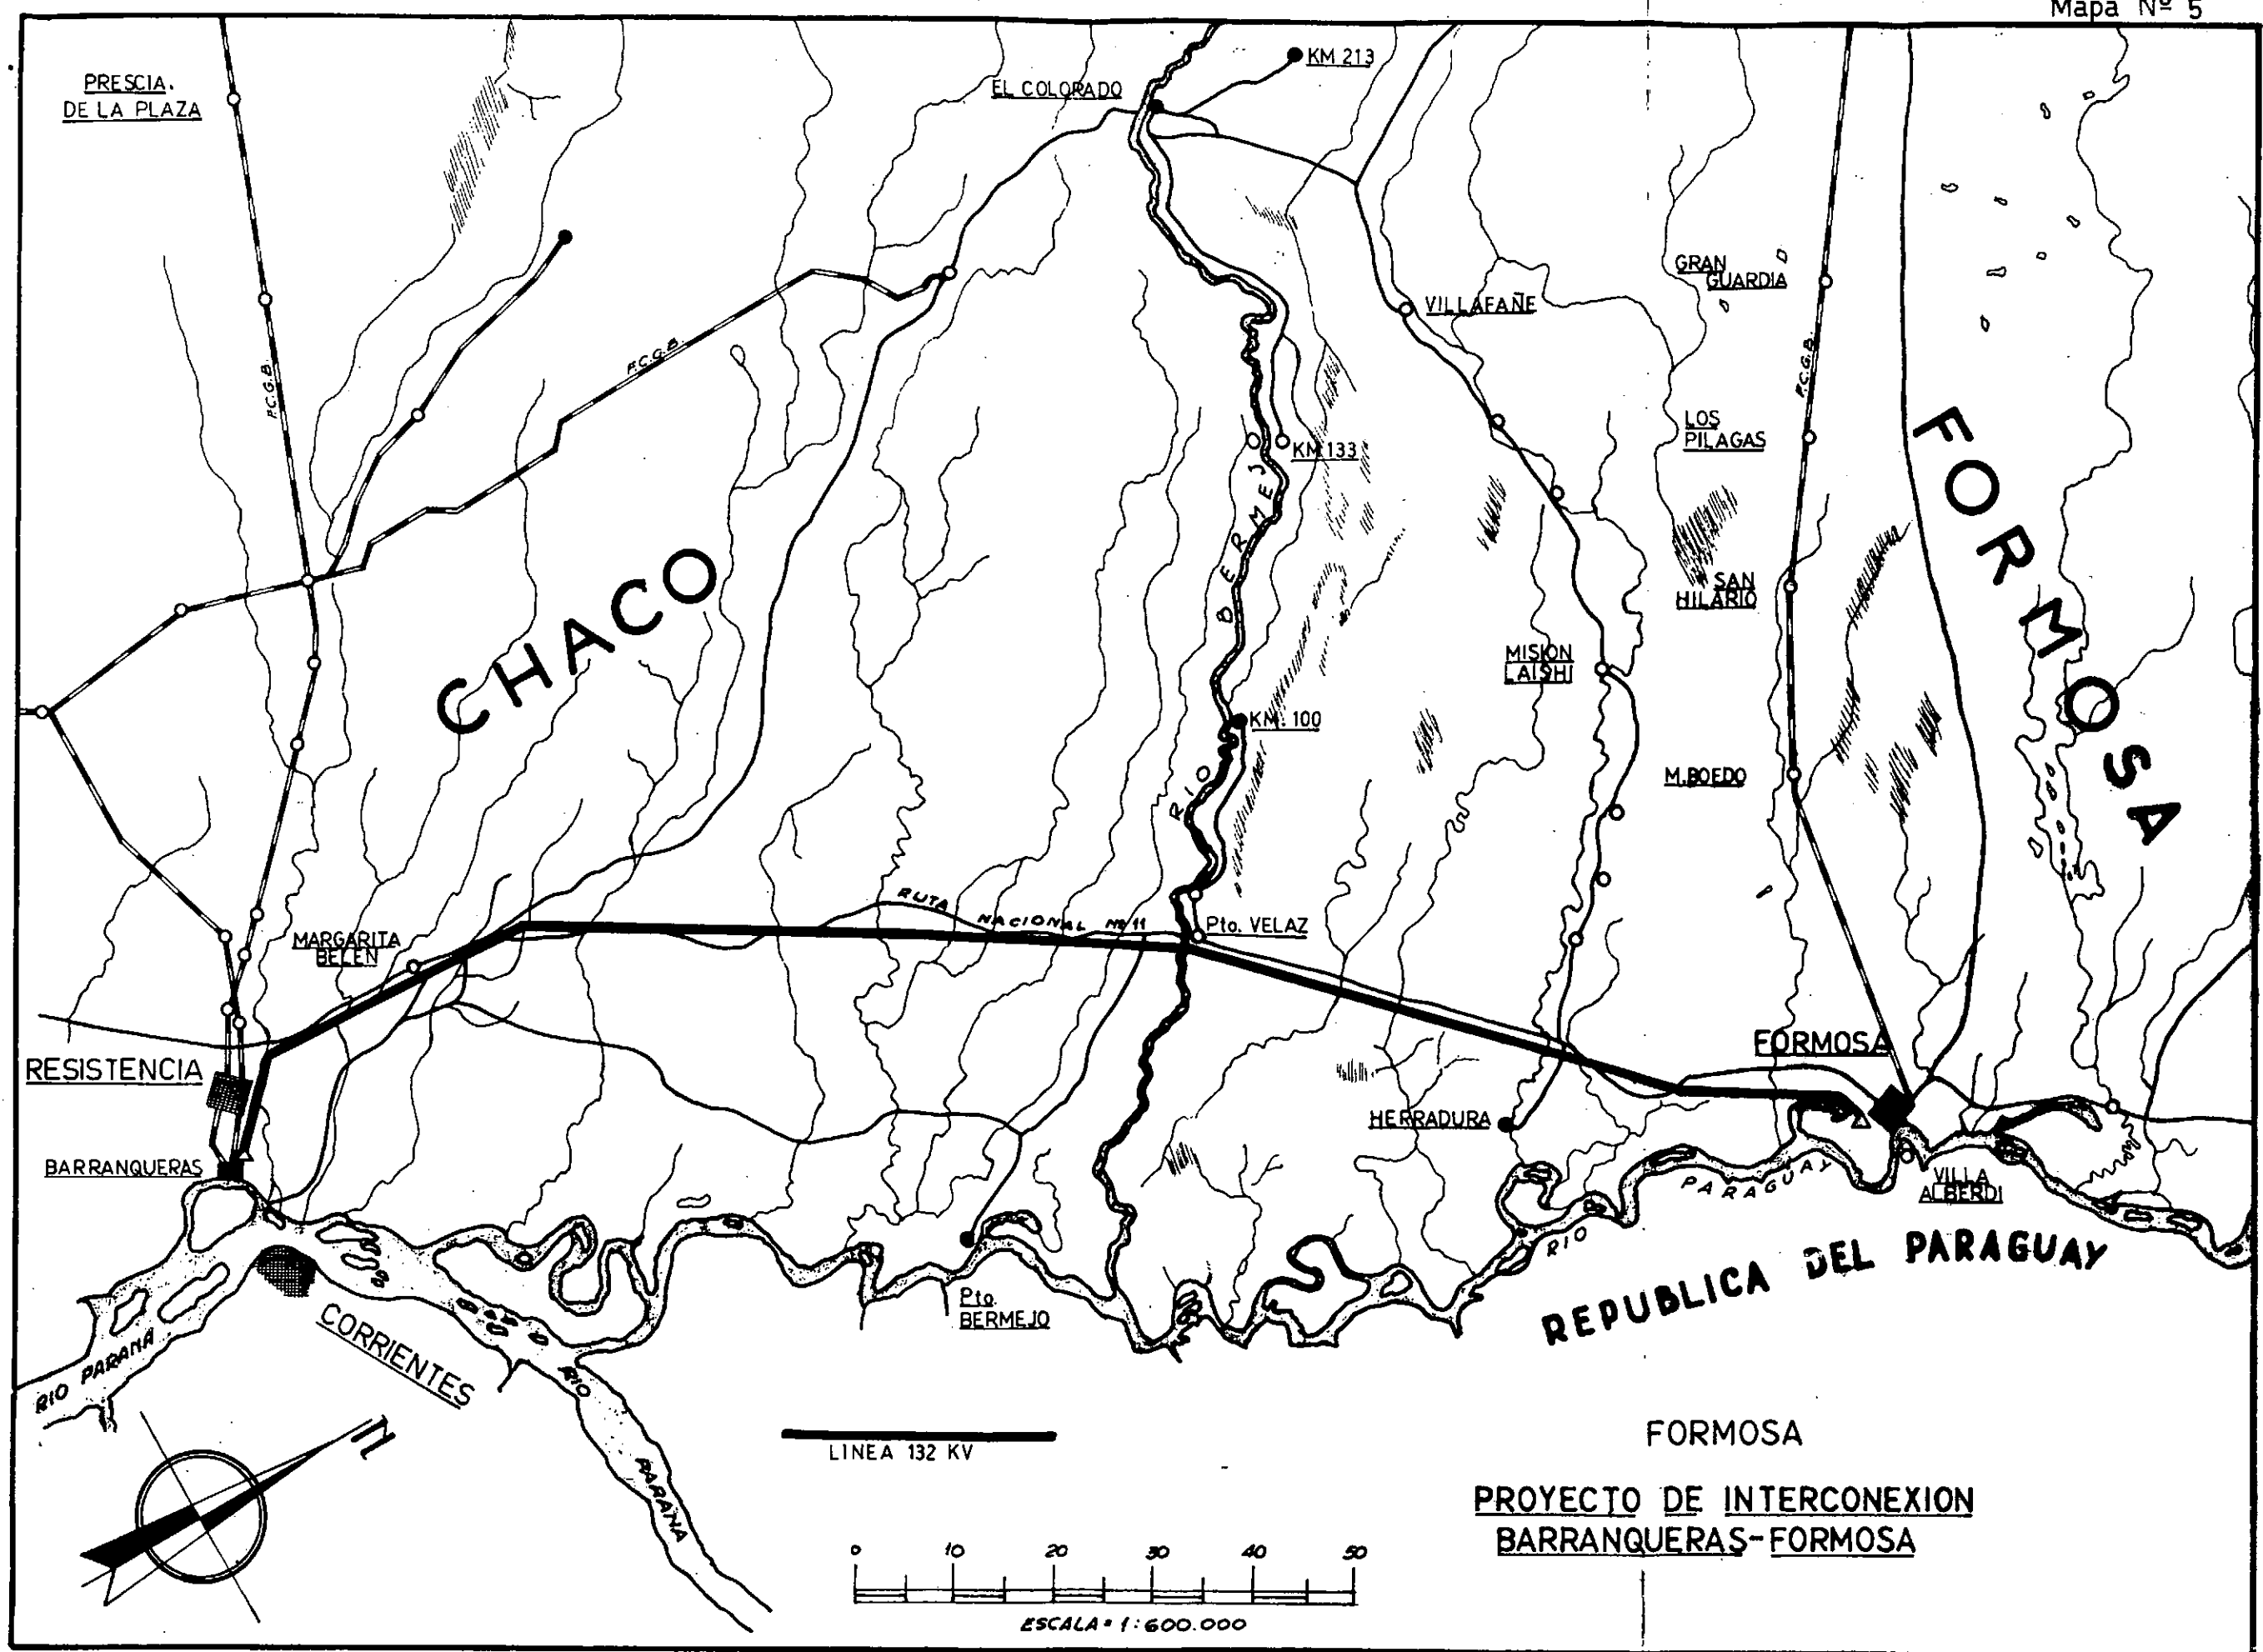 Mapa Nº 5
PRESCIA.
DE LA PLAZA
EL COLORADO
KM 213
F.C.G.B.
F.C.G.B.
VILLAFAÑE
GRAN
GUARDIA
F.C.G.B.
LOS
PILAGAS
KM 133
FORMOSA
CHACO
RIO BERMEJO
SAN
HILARIO
MISION
LAISHI
KM. 100
M.BOEDO
RUTA NACIONAL Nº 11
Pto. VELAZ
MARGARITA
BELEN
RESISTENCIA
FORMOSA
HERRADURA
BARRANQUERAS
VILLA
ALBERDI
RIO PARAGUAY
REPUBLICA DEL PARAGUAY
Pto.
BERMEJO
CORRIENTES
RIO PARANA
RIO PARANA
N
LINEA 132 KV
FORMOSA
PROYECTO DE INTERCONEXION
BARRANQUERAS-FORMOSA
0 10 20 30 40 50
ESCALA = 1:600.000